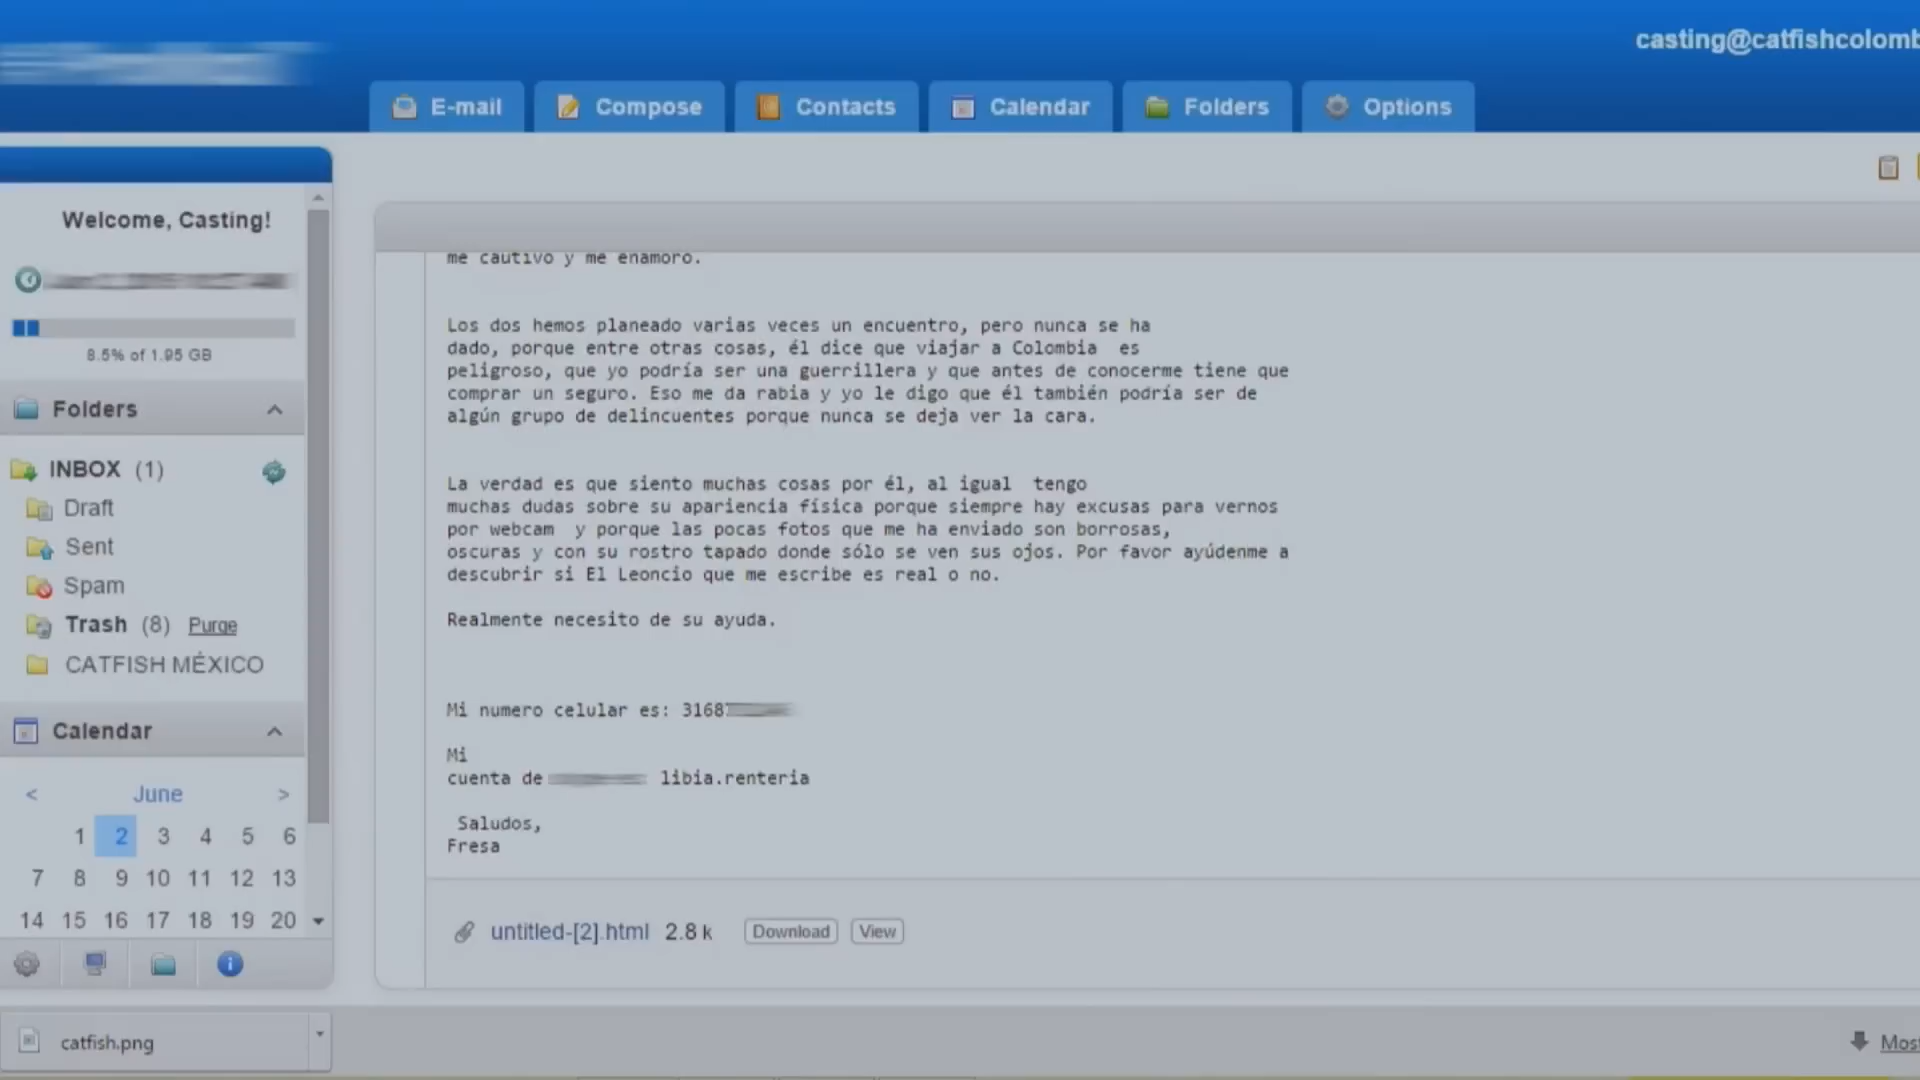 casting@catfishcolomb
E-mail
Compose
Contacts
Calendar
Folders
Options
Welcome, Casting!
8.5% of 1.95 GB
Folders
INBOX (1)
Draft
Sent
Spam
Trash (8) Purge
CATFISH MÉXICO
Calendar
< June >
1 2 3 4 5 6
7 8 9 10 11 12 13
14 15 16 17 18 19 20
me cautivo y me enamoro.
Los dos hemos planeado varias veces un encuentro, pero nunca se ha
dado, porque entre otras cosas, él dice que viajar a Colombia es
peligroso, que yo podría ser una guerrillera y que antes de conocerme tiene que
comprar un seguro. Eso me da rabia y yo le digo que él también podría ser de
algún grupo de delincuentes porque nunca se deja ver la cara.
La verdad es que siento muchas cosas por él, al igual tengo
muchas dudas sobre su apariencia física porque siempre hay excusas para vernos
por webcam y porque las pocas fotos que me ha enviado son borrosas,
oscuras y con su rostro tapado donde sólo se ven sus ojos. Por favor ayúdenme a
descubrir si El Leoncio que me escribe es real o no.
Realmente necesito de su ayuda.
Mi numero celular es: 3168
Mi
cuenta de libia.renteria
Saludos,
Fresa
untitled-[2].html 2.8 k Download View
catfish.png
Most